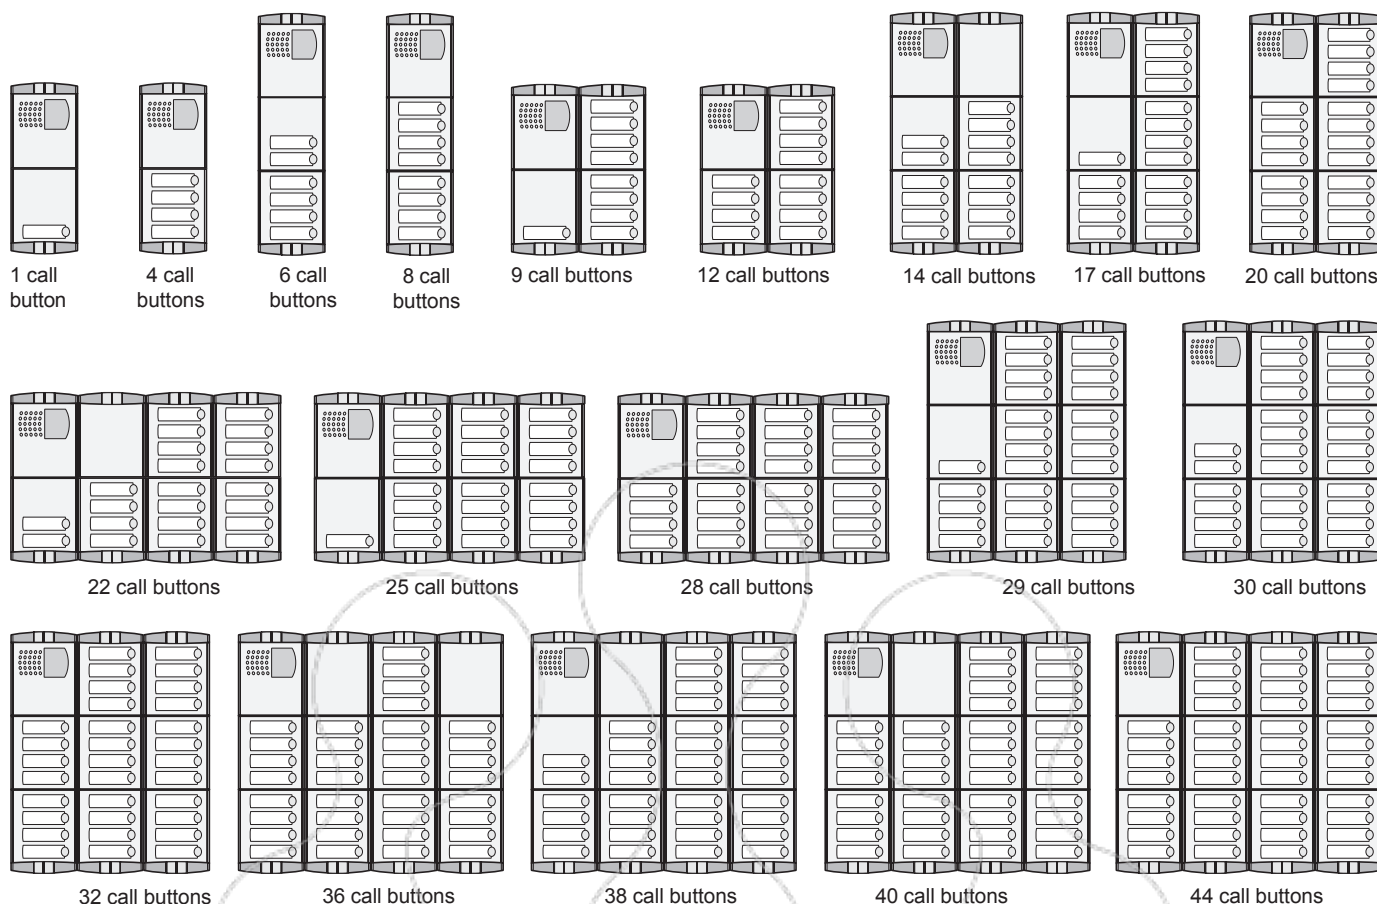 1 call
button
4 call
buttons
6 call
buttons
8 call
buttons
9 call buttons
12 call buttons
14 call buttons
17 call buttons
20 call buttons
22 call buttons
25 call buttons
28 call buttons
29 call buttons
30 call buttons
32 call buttons
36 call buttons
38 call buttons
40 call buttons
44 call buttons